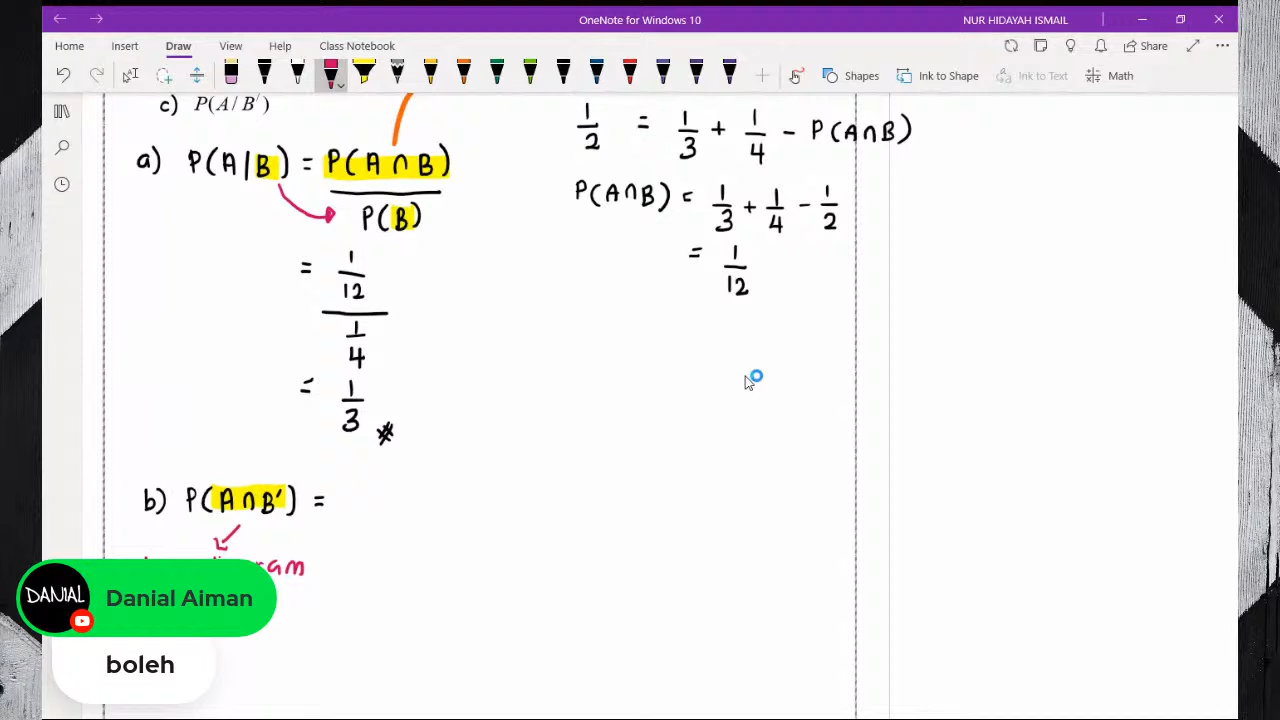 OneNote for Windows 10
NUR HIDAYAH ISMAIL
Home Insert Draw View Help Class Notebook
Share
Shapes Ink to Shape Ink to Text Math
c) P(A/B')
a) P(A|B) = P(A∩B)
P(B)
= 1
12
1
4
= 1
3 *
1/2 = 1/3 + 1/4 - P(A∩B)
P(A∩B) = 1/3 + 1/4 - 1/2
= 1/12
b) P(A∩B') =
DANIAL
Danial Aiman
boleh